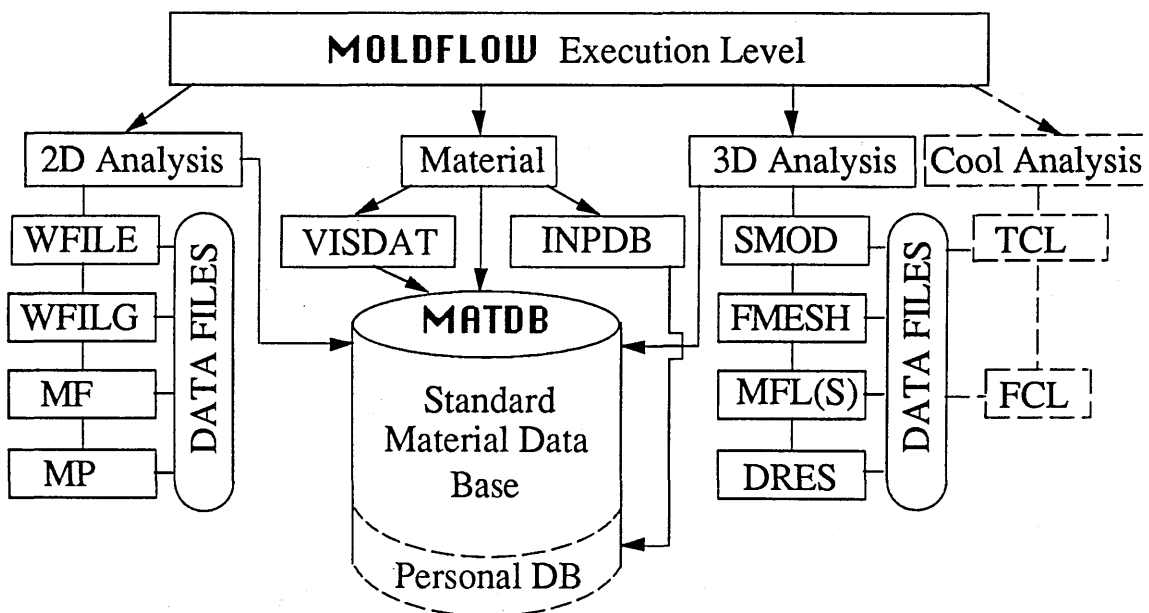 MOLDFLOW Execution Level
2D Analysis
Material
3D Analysis
Cool Analysis
WFILE
WFILG
MF
MP
DATA FILES
VISDAT
INPDB
MATDB
Standard
Material Data
Base
Personal DB
SMOD
FMESH
MFL(S)
DRES
DATA FILES
TCL
FCL